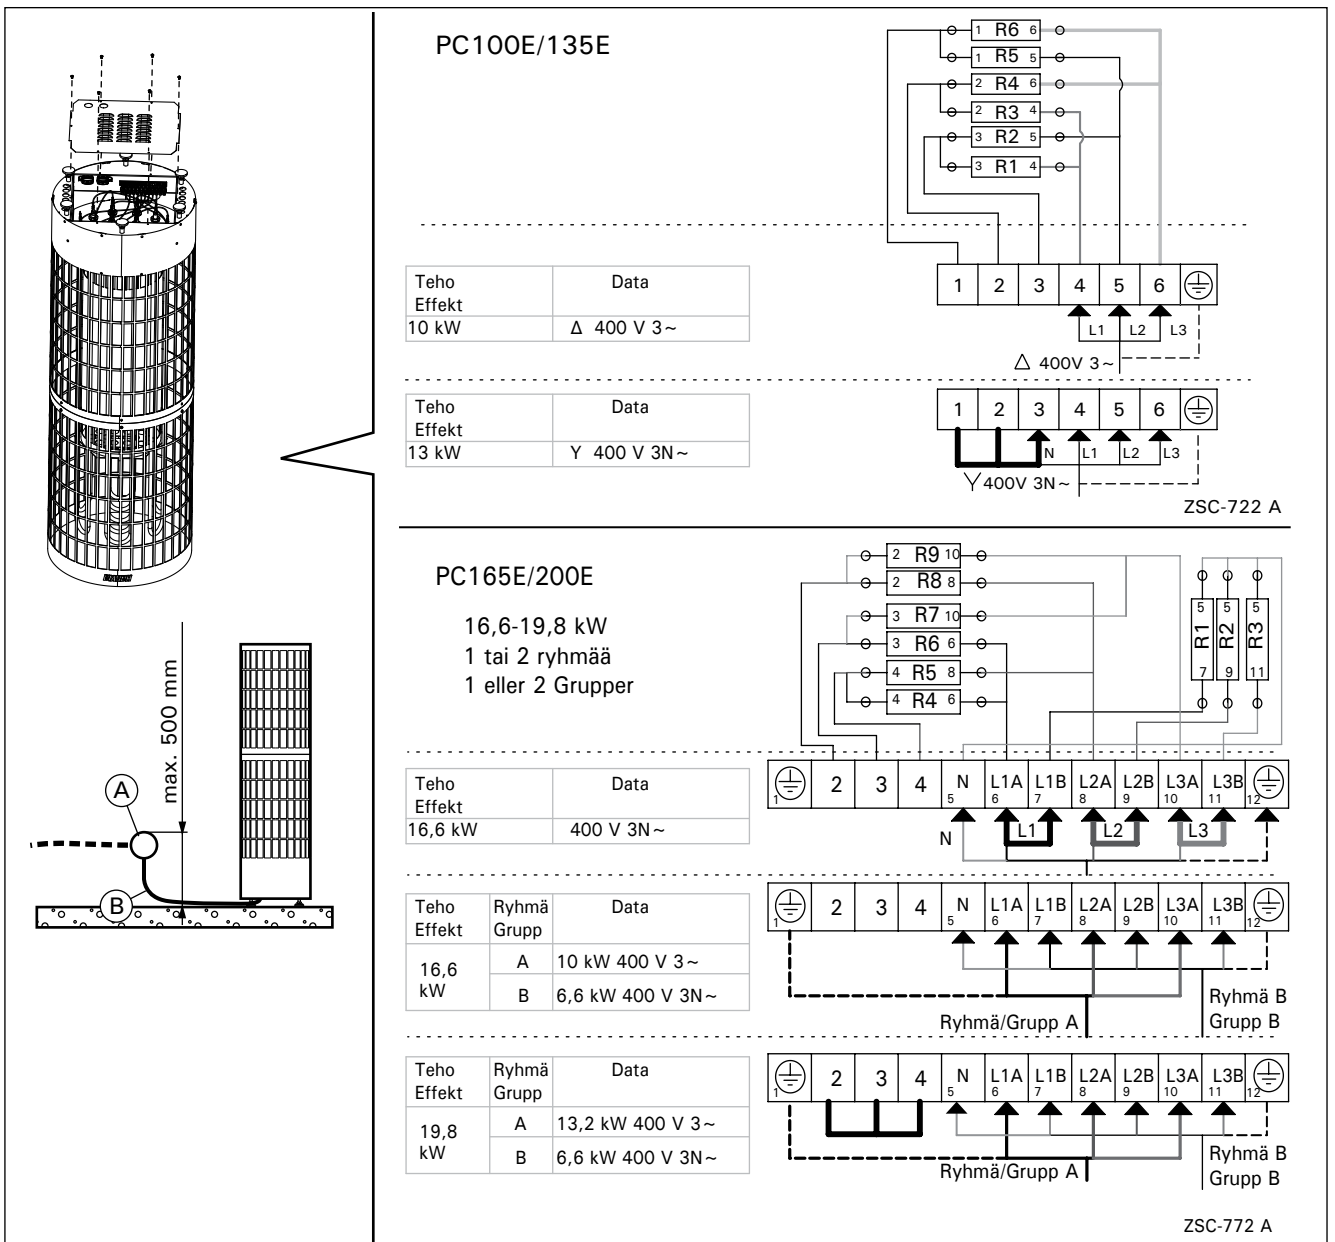 PC100E/135E
1 R6 6
1 R5 5
2 R4 6
2 R3 4
3 R2 5
3 R1 4
Teho Effekt Data
10 kW Δ 400 V 3~
1 2 3 4 5 6
L1 L2 L3
Δ 400V 3~
Teho Effekt Data
13 kW Y 400 V 3N~
1 2 3 4 5 6
N L1 L2 L3
Y 400V 3N~
ZSC-722 A
PC165E/200E
16,6-19,8 kW
1 tai 2 ryhmää
1 eller 2 Grupper
2 R9 10
2 R8 8
3 R7 10
3 R6 6
4 R5 8
4 R4 6
5 R1 7
5 R2 9
5 R3 11
max. 500 mm
A
B
Teho Effekt Data
16,6 kW 400 V 3N~
1 2 3 4 N 5 L1A 6 L1B 7 L2A 8 L2B 9 L3A 10 L3B 11 12
N L1 L2 L3
Teho Effekt Ryhmä Grupp Data
16,6 kW A 10 kW 400 V 3~
B 6,6 kW 400 V 3N~
1 2 3 4 N 5 L1A 6 L1B 7 L2A 8 L2B 9 L3A 10 L3B 11 12
Ryhmä/Grupp A
Ryhmä B
Grupp B
Teho Effekt Ryhmä Grupp Data
19,8 kW A 13,2 kW 400 V 3~
B 6,6 kW 400 V 3N~
1 2 3 4 N 5 L1A 6 L1B 7 L2A 8 L2B 9 L3A 10 L3B 11 12
Ryhmä/Grupp A
Ryhmä B
Grupp B
ZSC-772 A